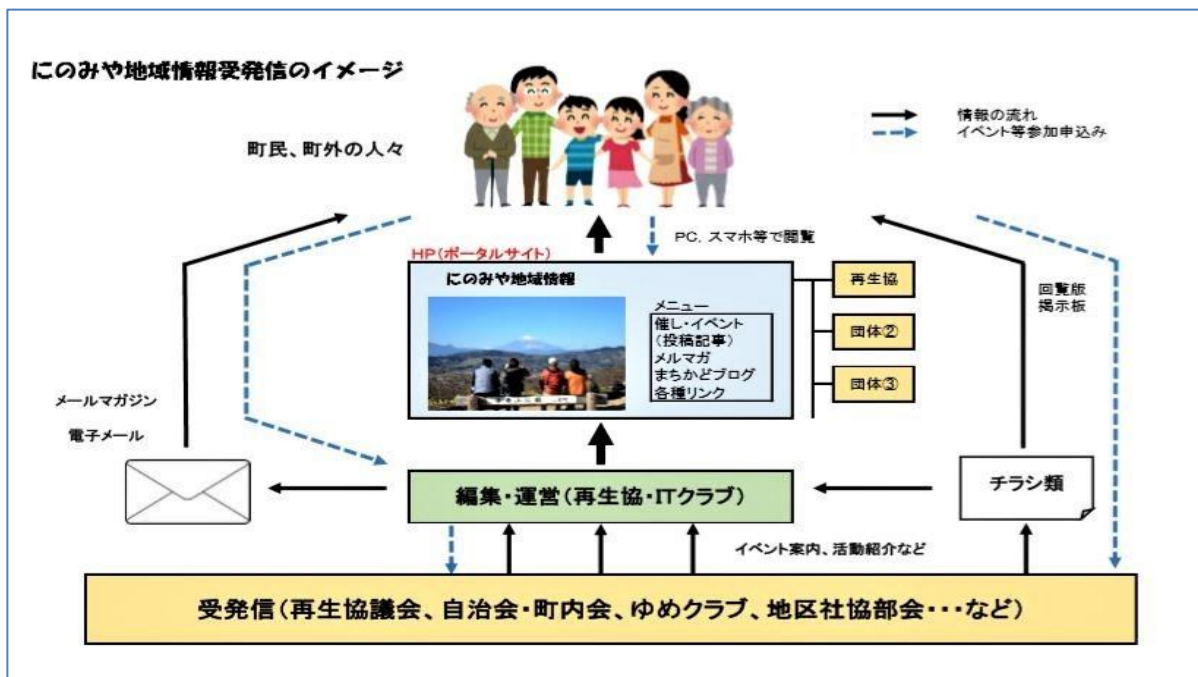 にのみや地域情報受発信のイメージ
町民、町外の人々
情報の流れ
イベント等参加申込み
PC, スマホ等で閲覧
HP(ポータルサイト)
にのみや地域情報
メニュー
催し・イベント
(投稿記事)
メルマガ
まちかどブログ
各種リンク
再生協
団体②
団体③
回覧版
掲示板
メールマガジン
電子メール
編集・運営(再生協・ITクラブ)
チラシ類
イベント案内、活動紹介など
受発信(再生協議会、自治会・町内会、ゆめクラブ、地区社協部会・・・など)